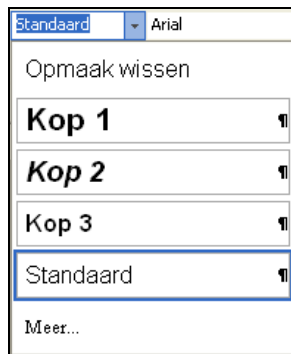 Standaard Arial
Opmaak wissen
Kop 1 ¶
Kop 2 ¶
Kop 3 ¶
Standaard ¶
Meer...